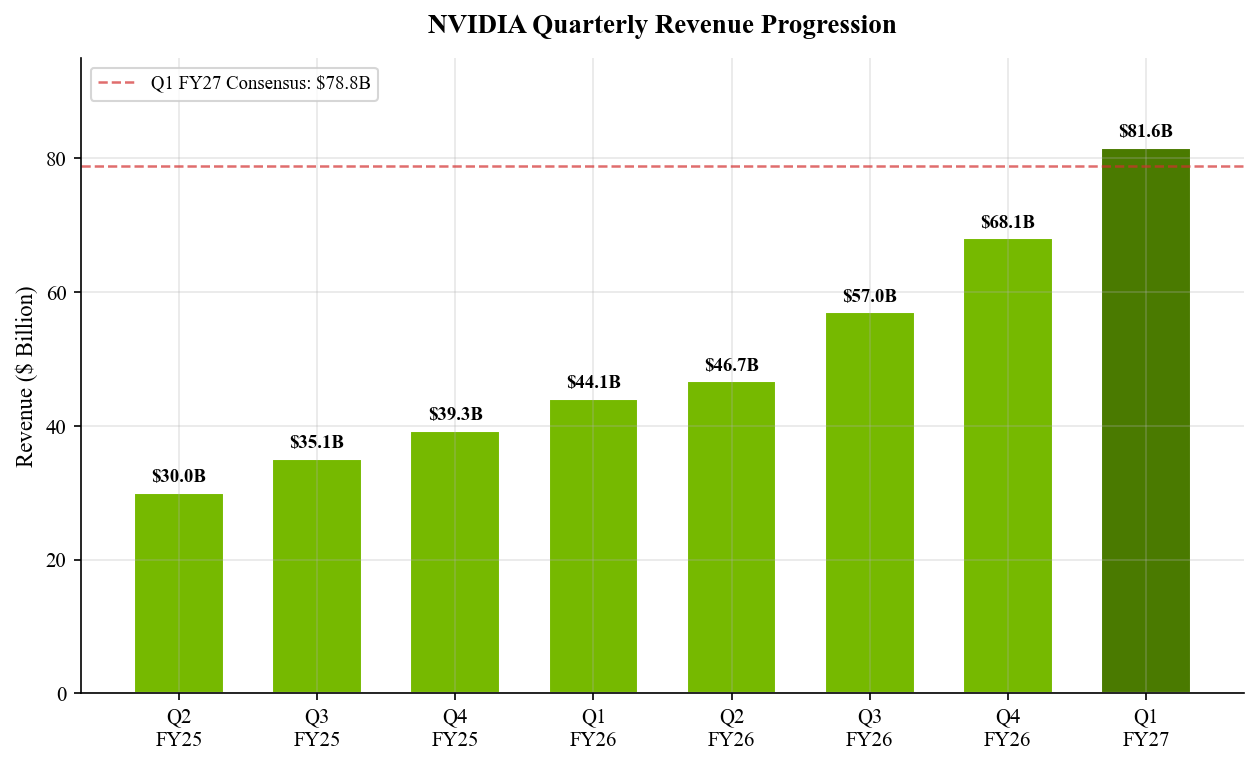 NVIDIA Quarterly Revenue Progression
Q1 FY27 Consensus: $78.8B
Revenue ($ Billion)
80
60
40
20
0
$30.0B
$35.1B
$39.3B
$44.1B
$46.7B
$57.0B
$68.1B
$81.6B
Q2
FY25
Q3
FY25
Q4
FY25
Q1
FY26
Q2
FY26
Q3
FY26
Q4
FY26
Q1
FY27